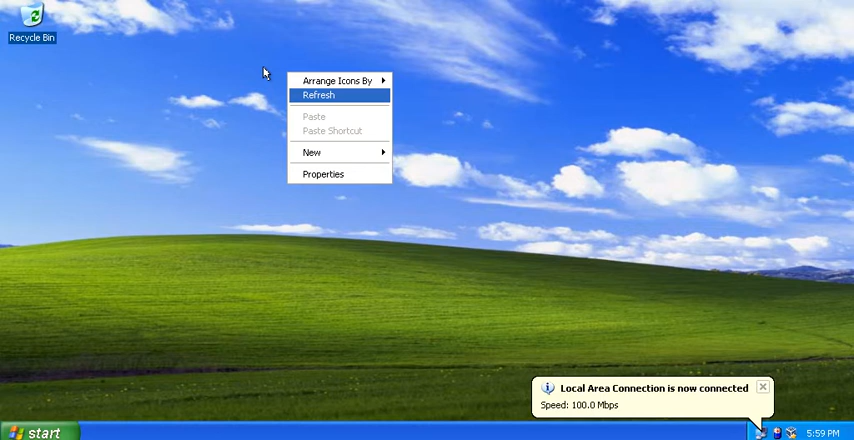 Recycle Bin
Arrange Icons By
Refresh
Paste
Paste Shortcut
New
Properties
Local Area Connection is now connected
Speed: 100.0 Mbps
start
5:59 PM